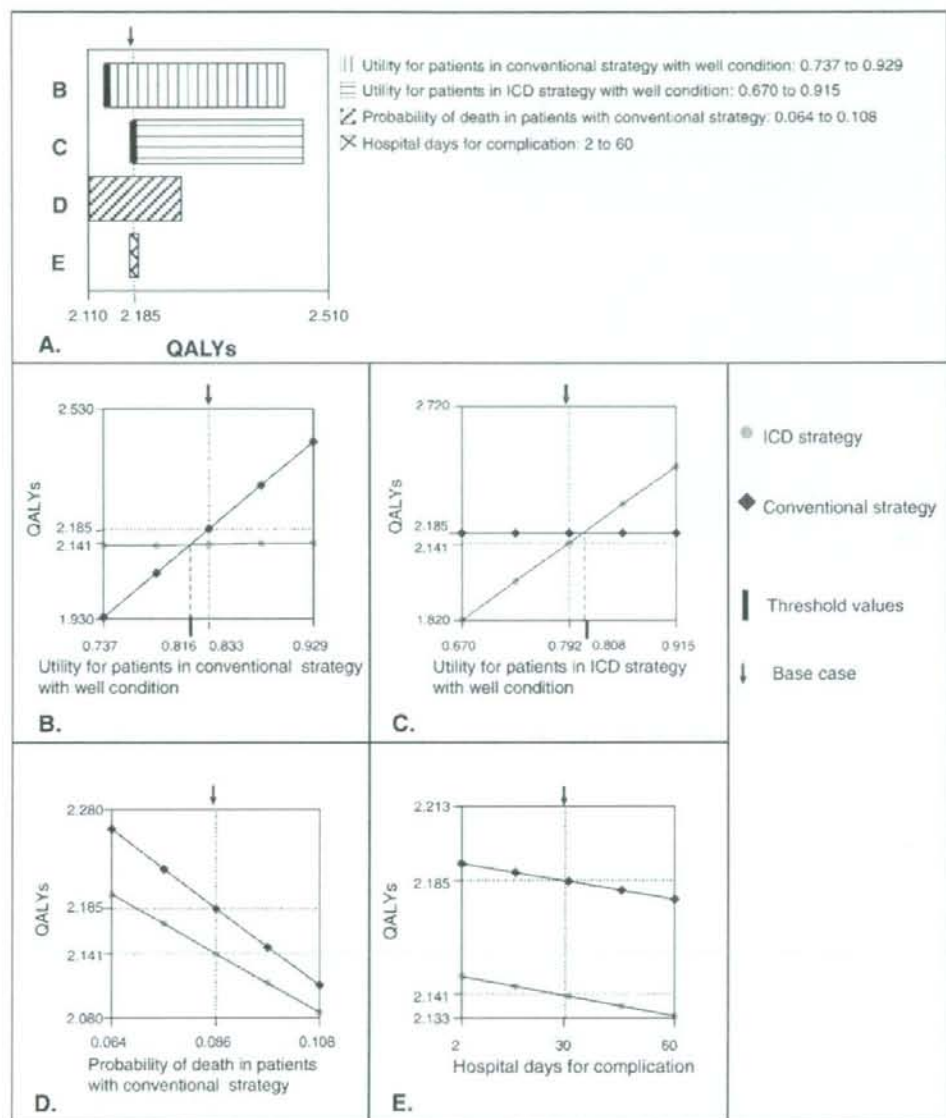 B
C
D
E
Utility for patients in conventional strategy with well condition: 0.737 to 0.929
Utility for patients in ICD strategy with well condition: 0.670 to 0.915
Probability of death in patients with conventional strategy: 0.064 to 0.108
Hospital days for complication: 2 to 60
2.110 2.185 2.510
A. QALYs
2.530
2.185
2.141
1.930
QALYs
0.737 0.816 0.833 0.929
Utility for patients in conventional strategy
with well condition
B.
2.720
2.185
2.141
1.820
QALYs
0.670 0.792 0.808 0.915
Utility for patients in ICD strategy
with well condition
C.
ICD strategy
Conventional strategy
Threshold values
Base case
2.280
2.185
2.141
2.080
QALYs
0.064 0.086 0.108
Probability of death in patients
with conventional strategy
D.
2.213
2.185
2.141
2.133
QALYs
2 30 60
Hospital days for complication
E.